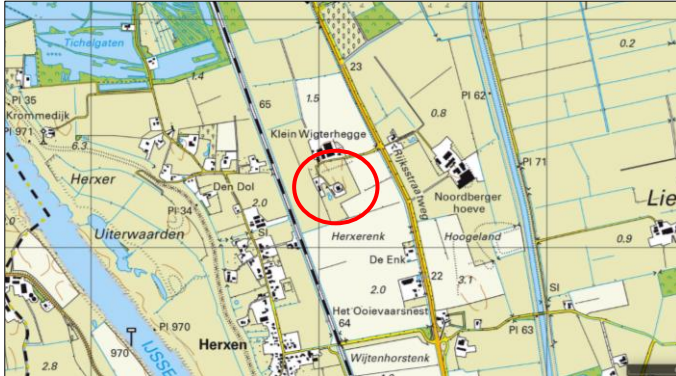 Tichelgaten
1.4
Pl 35
Krommedijk
Pl 971
6.3
Herxer
Uiterwaarden
Pl 34
Den Dol
2.0
Sl
65
1.5
Klein Wigterhegge
23
0.8
Pl 62
0.2
Rijksstraatweg
Pl 71
Noordberger
hoeve
Lie
Herxerenk
Hoogeland
0.9
De Enk
2.0
22
3.1
Sl
Het Ooievaarsnest
64
Pl 63
Pl 970
970
IJSSE
Herxen
Wijtenhorstenk
2.8